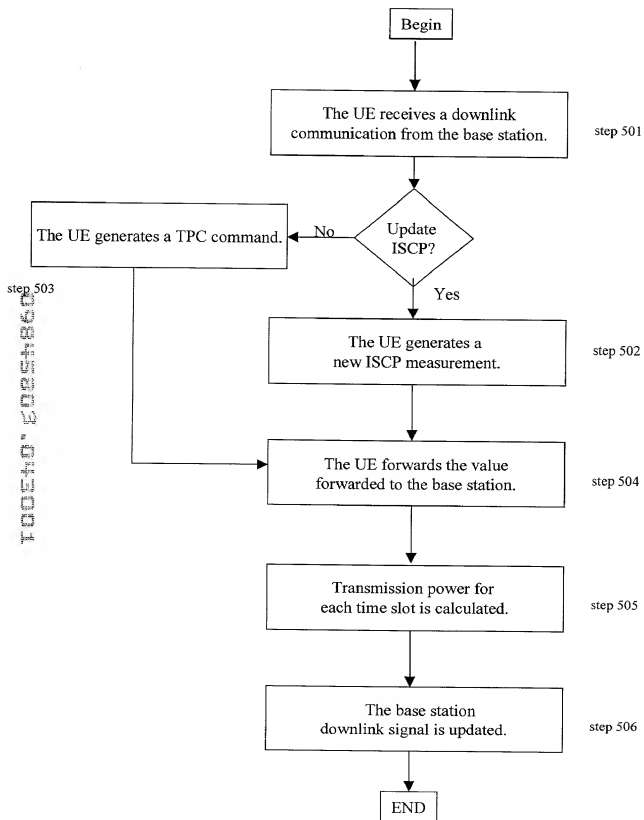 Begin
The UE receives a downlink
communication from the base station.
step 501
Update
ISCP?
No
The UE generates a TPC command.
step 503
Yes
The UE generates a
new ISCP measurement.
step 502
The UE forwards the value
forwarded to the base station.
step 504
Transmission power for
each time slot is calculated.
step 505
The base station
downlink signal is updated.
step 506
END